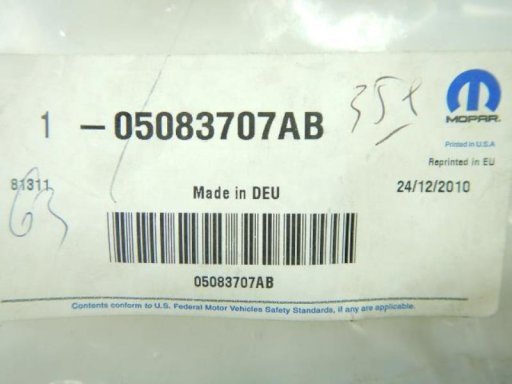 1 -05083707AB
MOPAR.
Printed in U.S.A
Reprinted in EU
81311
Made in DEU
24/12/2010
05083707AB
Contents conform to U.S. Federal Motor Vehicles Safety Standards, if any are applicable.